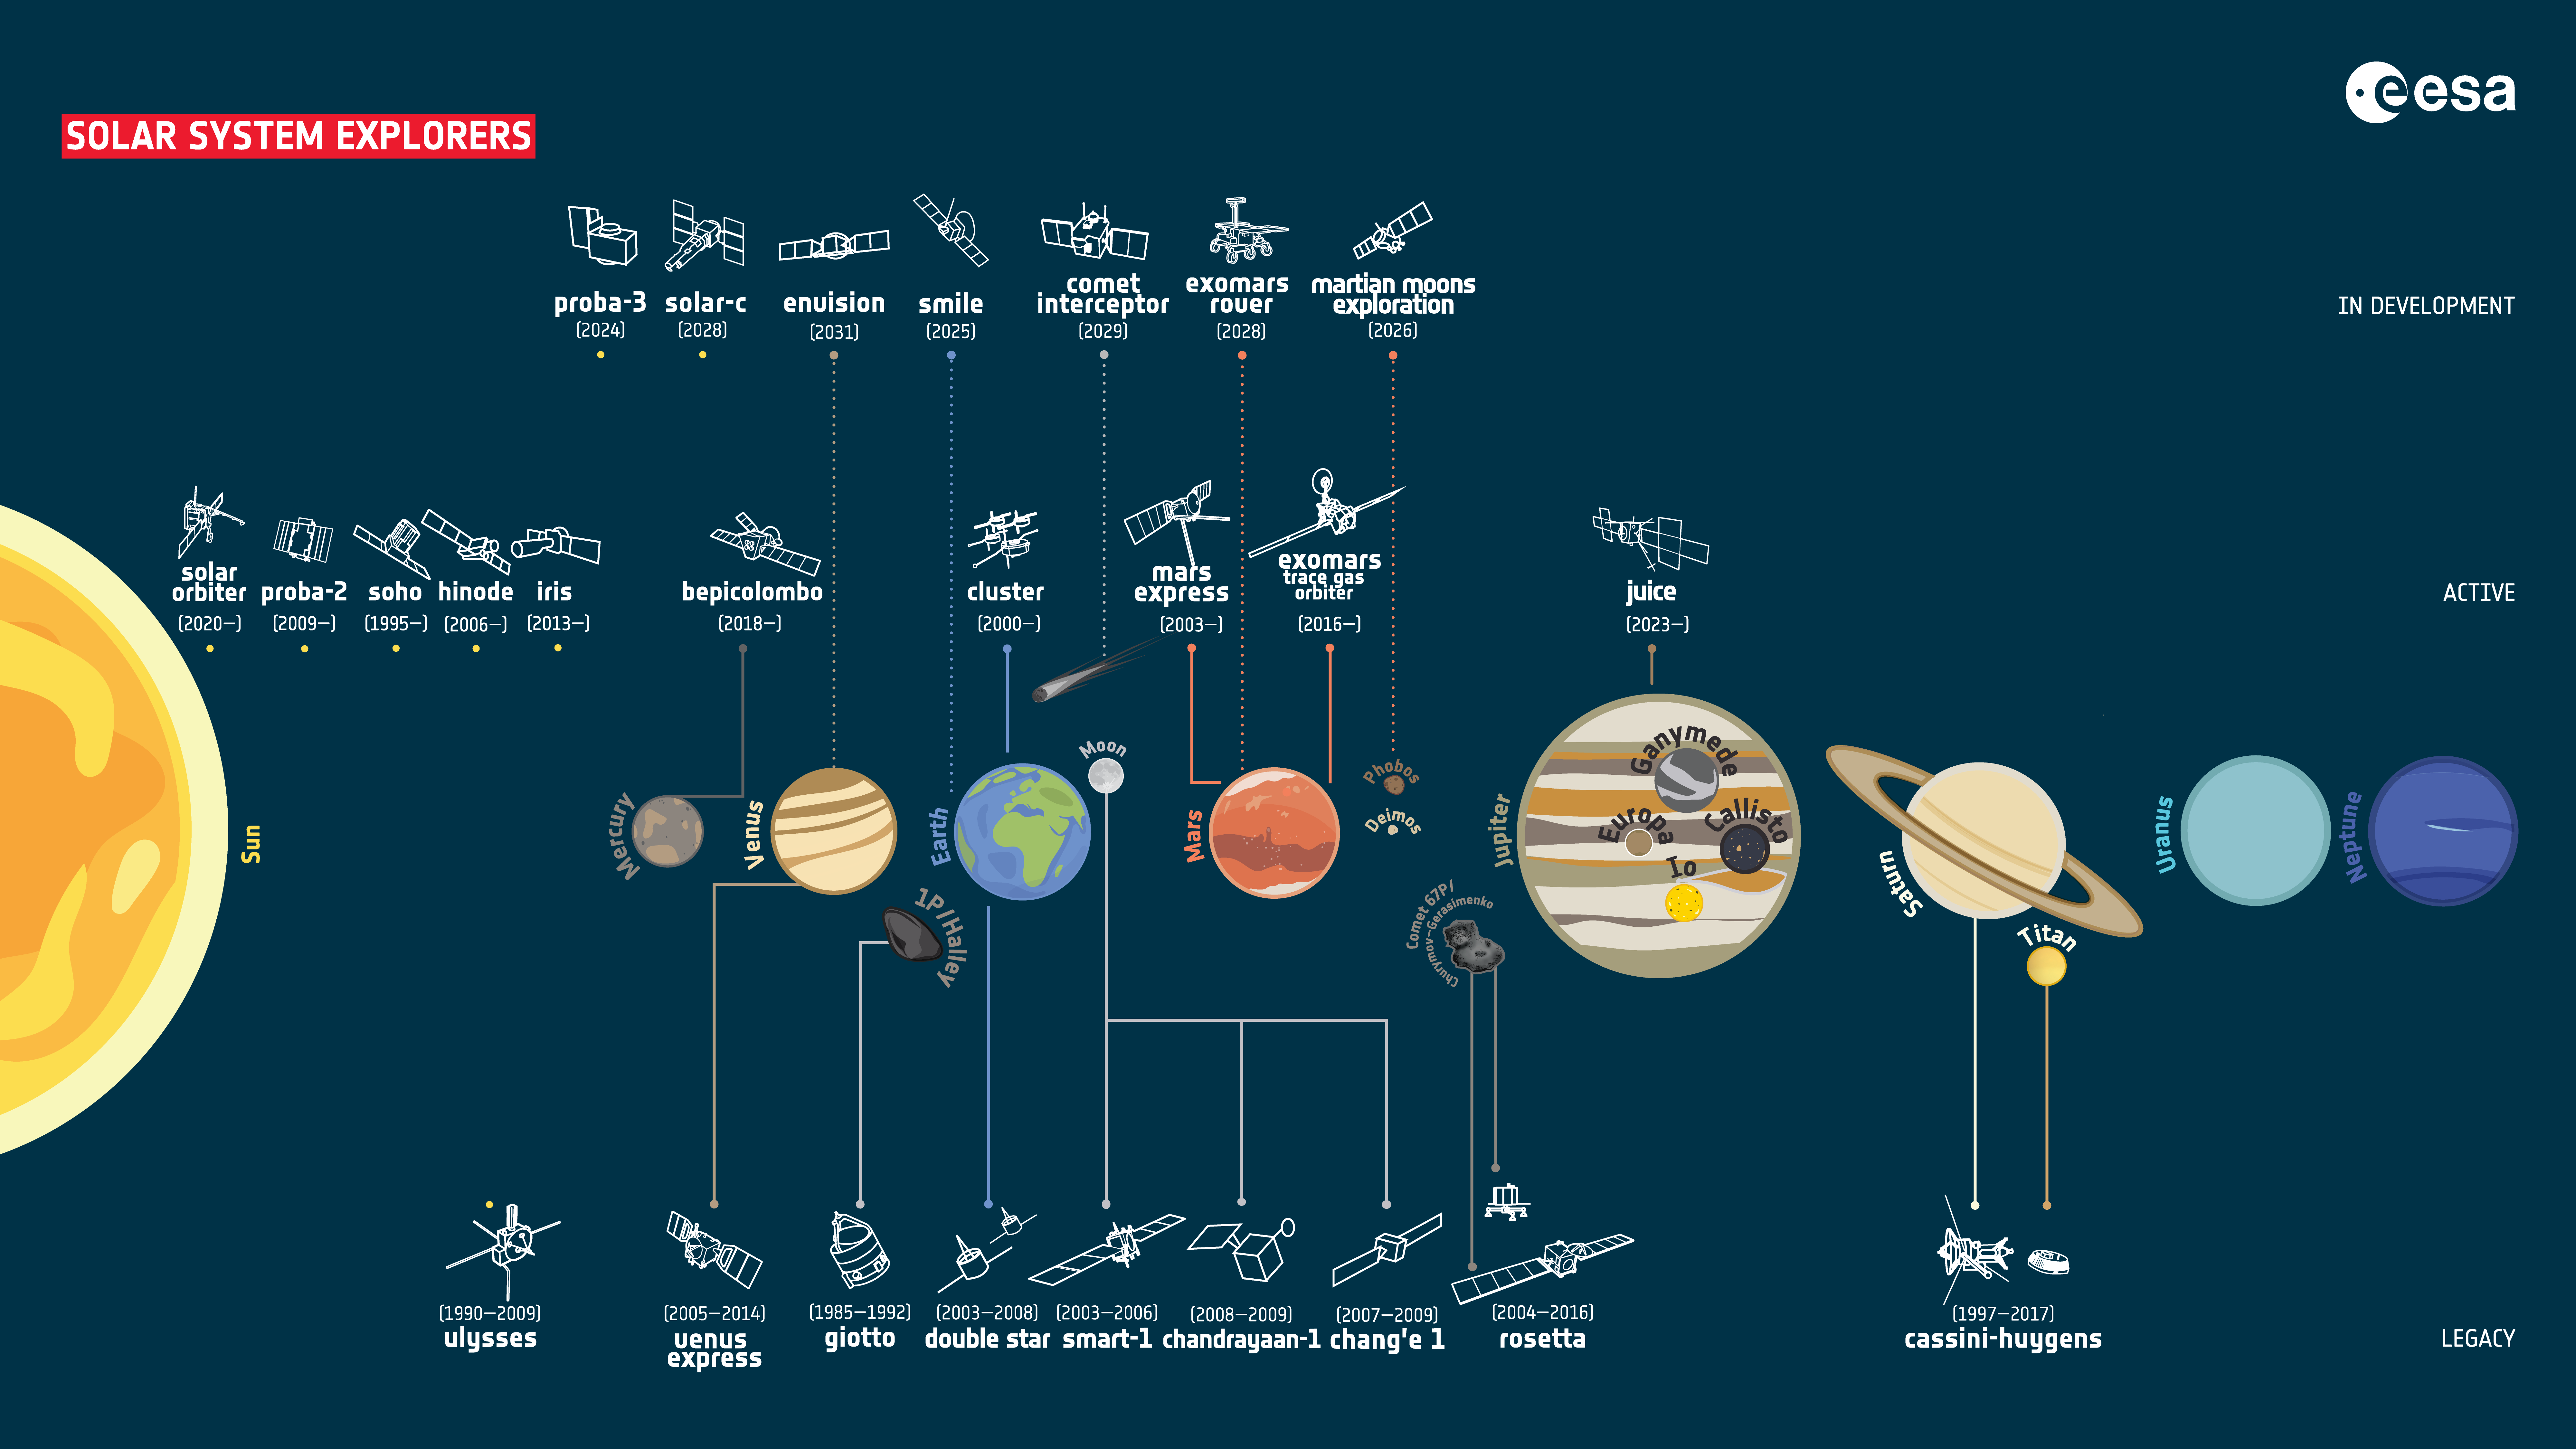 esa
SOLAR SYSTEM EXPLORERS
proba-3
(2024)
solar-c
(2028)
envision
(2031)
smile
(2025)
comet
interceptor
(2029)
exomars
rover
(2028)
martian moons
exploration
(2026)
IN DEVELOPMENT
solar
orbiter
(2020–)
proba-2
(2009–)
soho
(1995–)
hinode
(2006–)
iris
(2013–)
bepicolombo
(2018–)
cluster
(2000–)
mars
express
(2003–)
exomars
trace gas
orbiter
(2016–)
juice
(2023–)
ACTIVE
Sun
Mercury
Venus
1P/Halley
Earth
Moon
Mars
Phobos
Deimos
Comet 67P/
Churymov–Gerasimenko
Jupiter
Ganymede
Europa
Callisto
Io
Saturn
Titan
Uranus
Neptune
(1990–2009)
ulysses
(2005–2014)
venus
express
(1985–1992)
giotto
(2003–2008)
double star
(2003–2006)
smart-1
(2008–2009)
chandrayaan-1
(2007–2009)
chang'e 1
(2004–2016)
rosetta
(1997–2017)
cassini-huygens
LEGACY